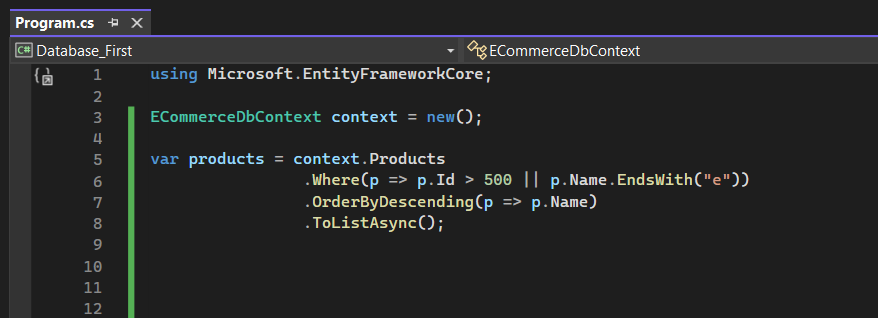 Program.cs
C# Database_First ECommerceDbContext
1 using Microsoft.EntityFrameworkCore;
2
3 ECommerceDbContext context = new();
4
5 var products = context.Products
6 .Where(p => p.Id > 500 || p.Name.EndsWith("e"))
7 .OrderByDescending(p => p.Name)
8 .ToListAsync();
9
10
11
12